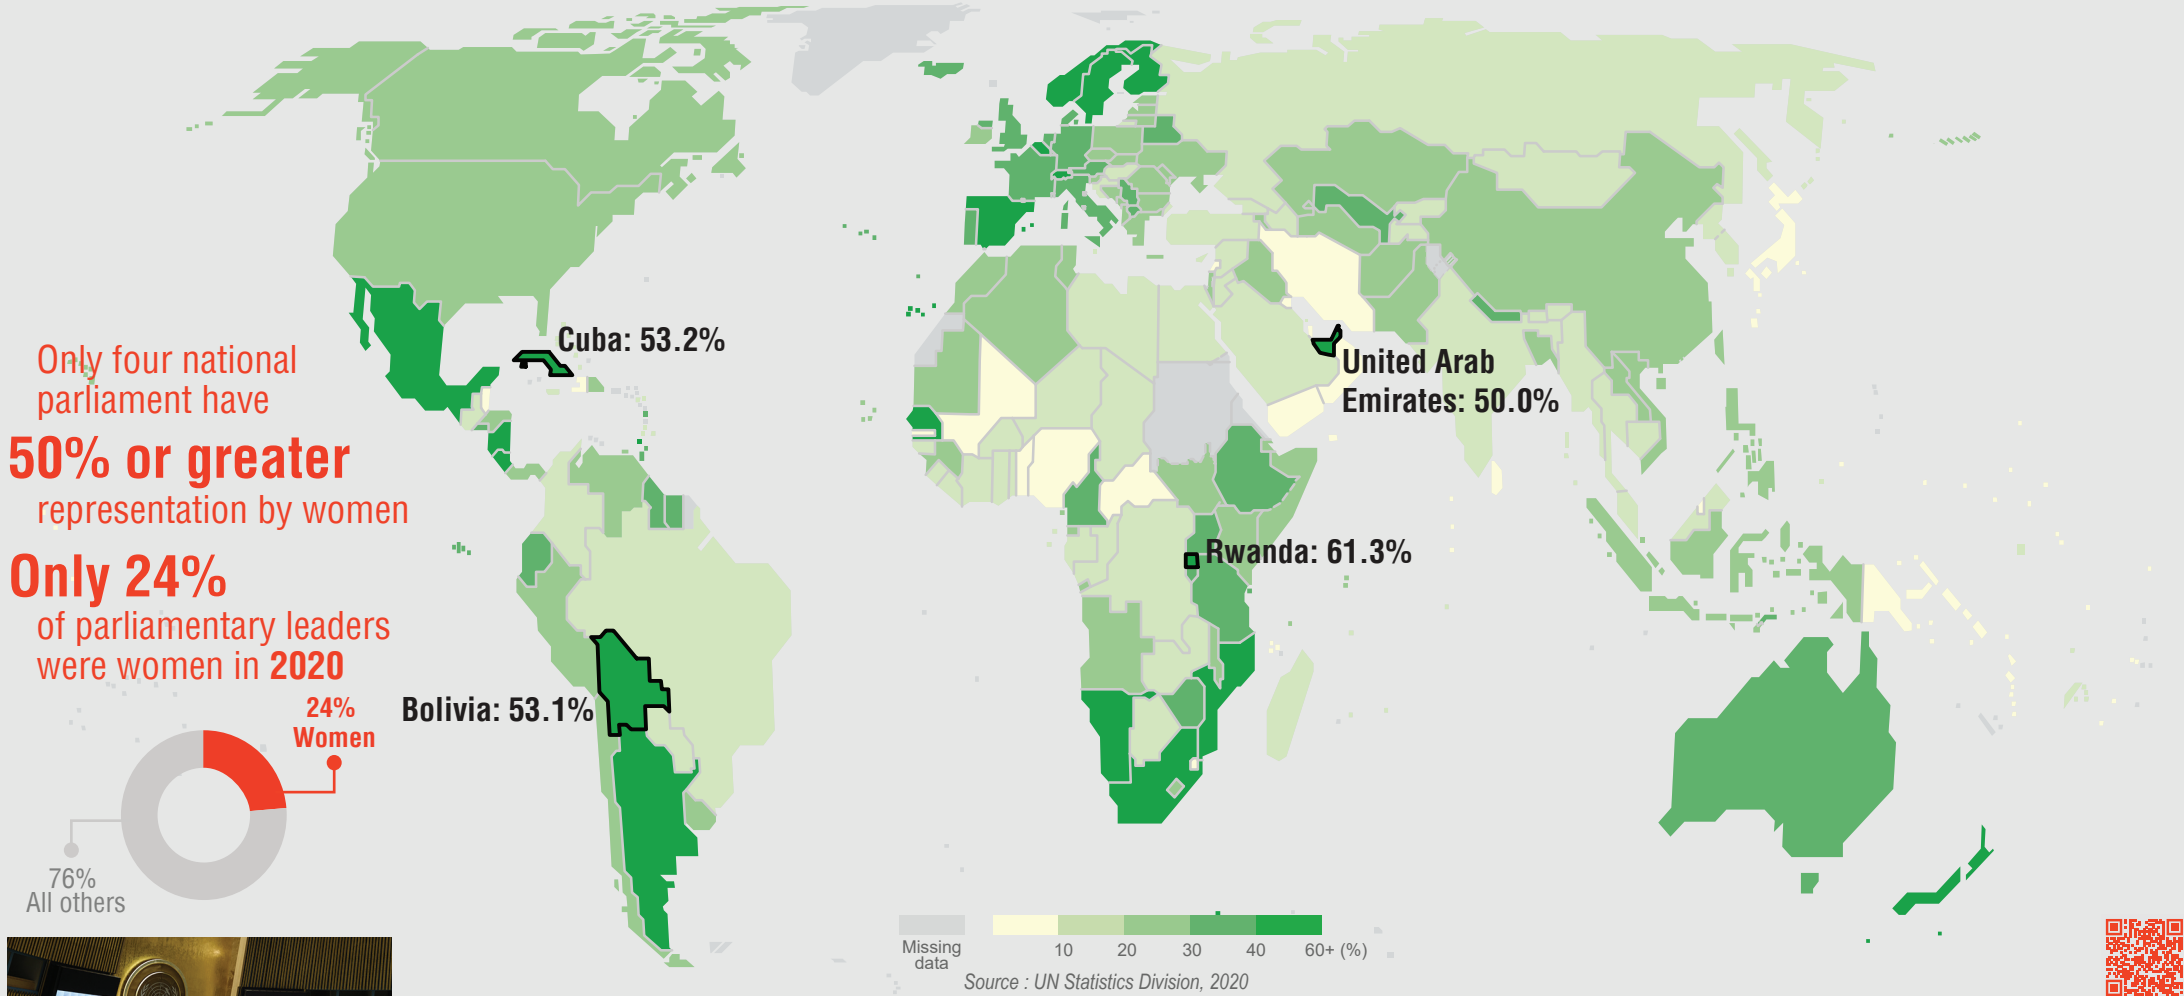 Only four national
parliament have
50% or greater
representation by women
Only 24%
of parliamentary leaders
were women in 2020
24%
Women
76%
All others
Cuba: 53.2%
United Arab
Emirates: 50.0%
Rwanda: 61.3%
Bolivia: 53.1%
Missing
data
10 20 30 40 60+ (%)
Source : UN Statistics Division, 2020